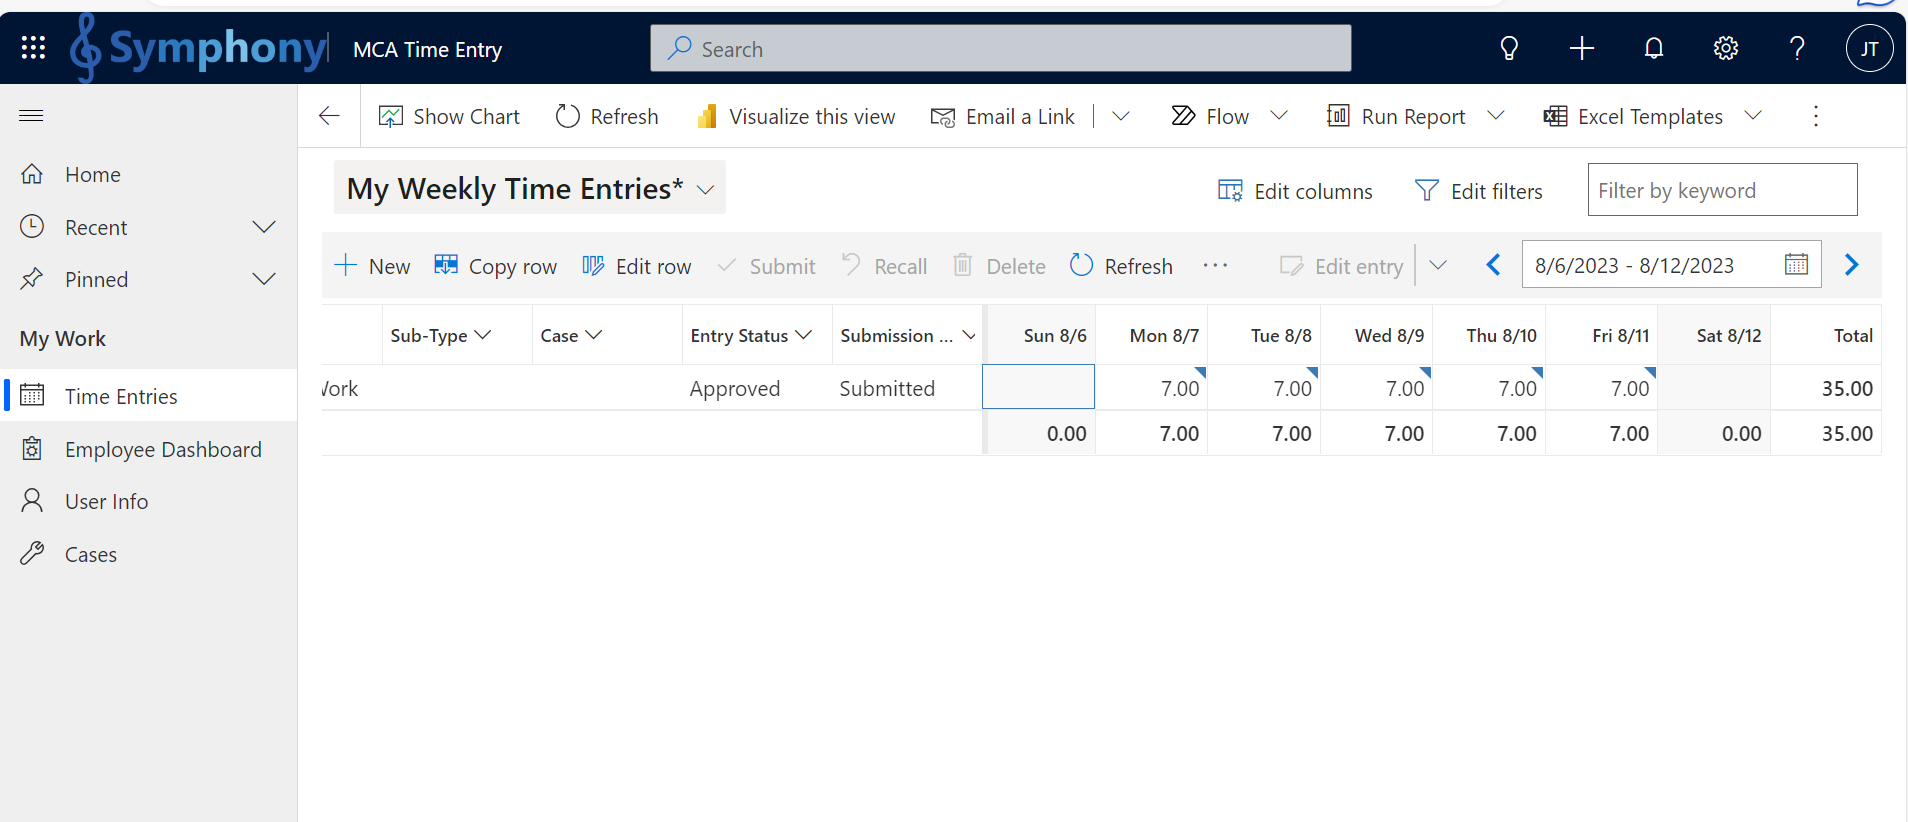 Symphony
MCA Time Entry
Search
?
JT
Show Chart
Refresh
Visualize this view
Email a Link
Flow
Run Report
Excel Templates
Home
Recent
Pinned
My Work
Time Entries
Employee Dashboard
User Info
Cases
My Weekly Time Entries*
Edit columns
Edit filters
Filter by keyword
New
Copy row
Edit row
Submit
Recall
Delete
Refresh
...
Edit entry
8/6/2023 - 8/12/2023
Sub-Type Case Entry Status Submission ... Sun 8/6 Mon 8/7 Tue 8/8 Wed 8/9 Thu 8/10 Fri 8/11 Sat 8/12 Total
Approved Submitted 7.00 7.00 7.00 7.00 7.00 35.00
0.00 7.00 7.00 7.00 7.00 7.00 0.00 35.00